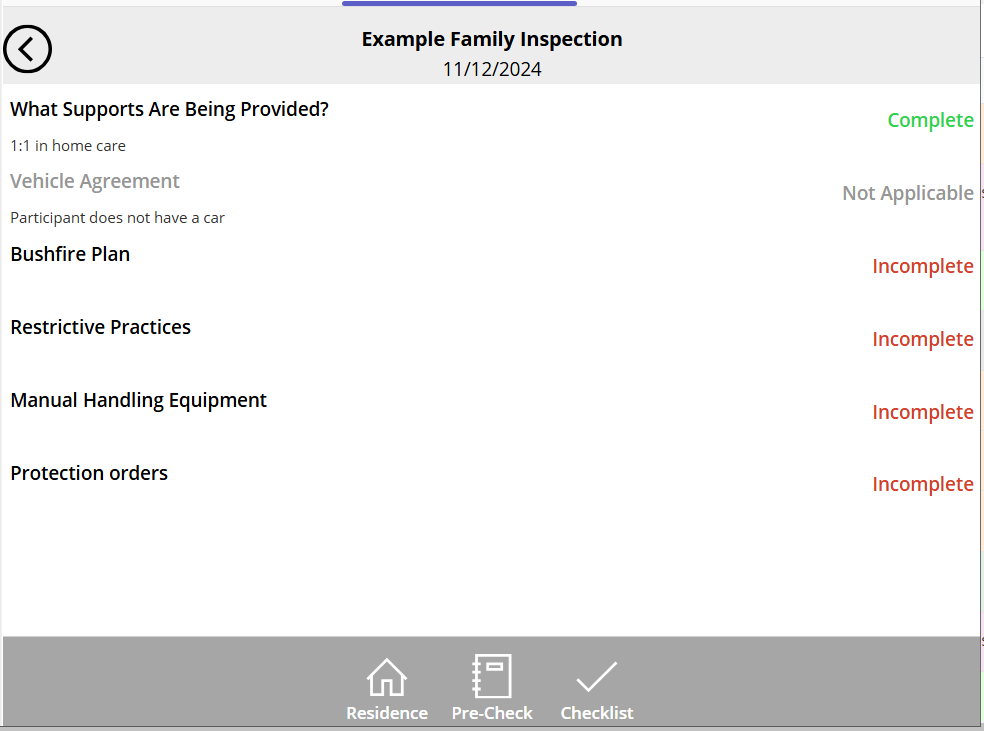 Example Family Inspection
11/12/2024
What Supports Are Being Provided?
Complete
1:1 in home care
Vehicle Agreement
Not Applicable
Participant does not have a car
Bushfire Plan
Incomplete
Restrictive Practices
Incomplete
Manual Handling Equipment
Incomplete
Protection orders
Incomplete
Residence Pre-Check Checklist